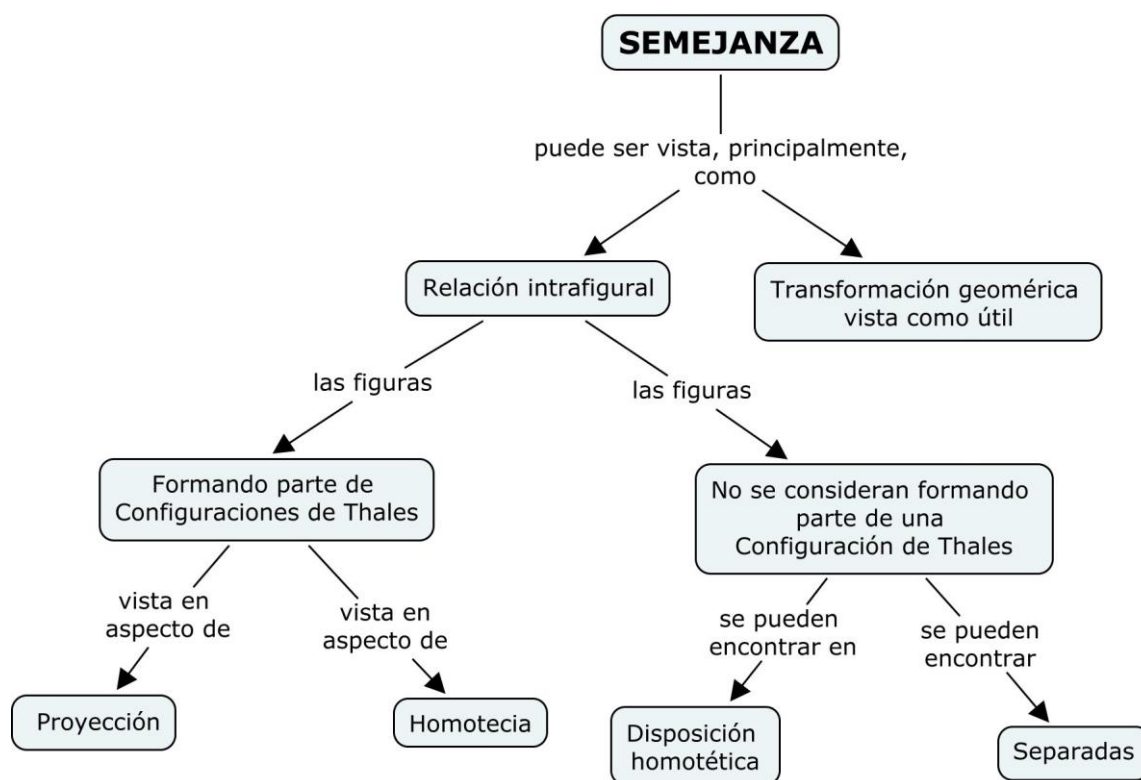 SEMEJANZA
puede ser vista, principalmente,
como
Relación intrafigural
Transformación geomérica
vista como útil
las figuras
las figuras
Formando parte de
Configuraciones de Thales
No se consideran formando
parte de una
Configuración de Thales
vista en
aspecto de
vista en
aspecto de
se pueden
encontrar en
se pueden
encontrar
Proyección
Homotecia
Disposición
homotética
Separadas